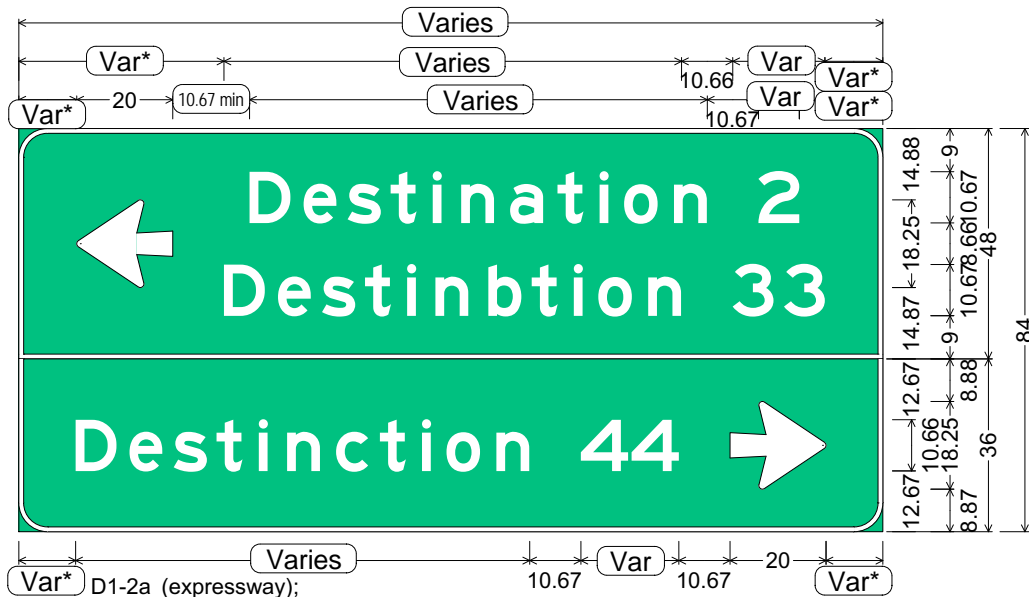 Varies
Var* Varies 10.66 Var Var*
Var* 20 10.67 min Varies 10.67 Var Var*
Destination 2
Destinbtion 33
Destinction 44
14.88 18.25 14.87
9 10.67 8.66 10.67 9
48
84
12.67 10.66 12.67
8.88 18.25 8.87
36
Varies 10.67 Var 10.67 20
Var* Var*
D1-2a (expressway);